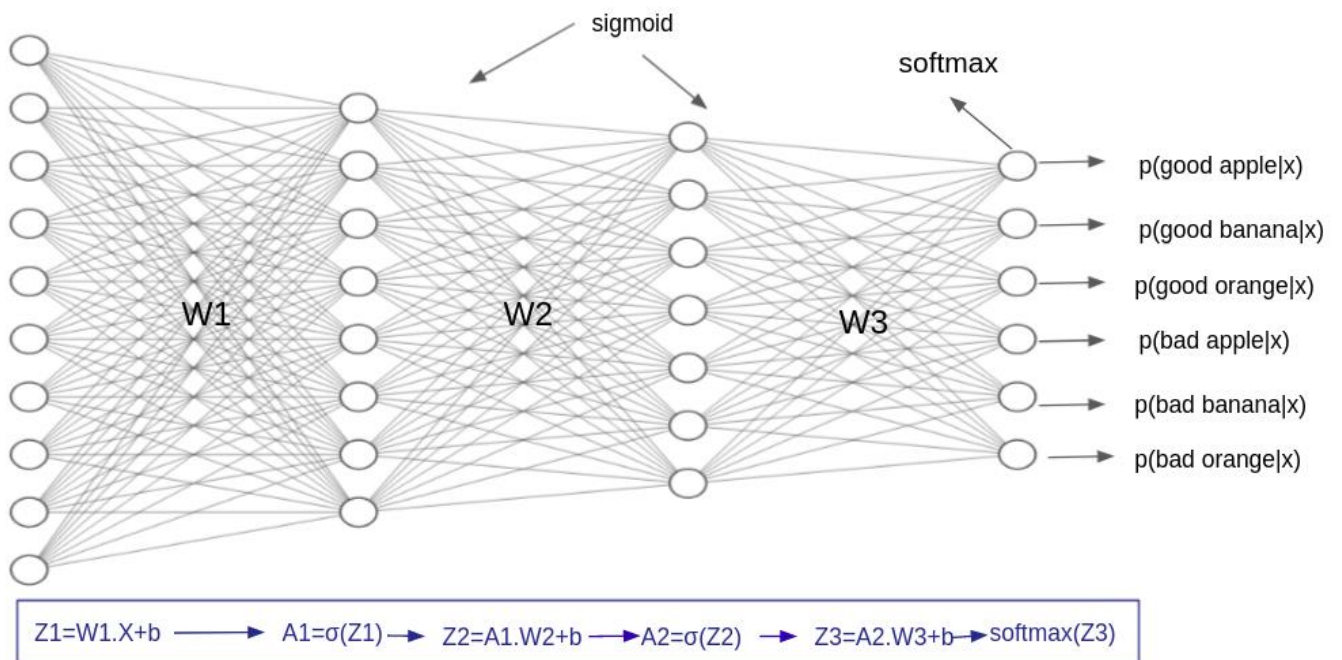 sigmoid
softmax
p(good apple|x)
p(good banana|x)
p(good orange|x)
W1
W2
W3
p(bad apple|x)
p(bad banana|x)
p(bad orange|x)
Z1=W1.X+b A1=σ(Z1) Z2=A1.W2+b A2=σ(Z2) Z3=A2.W3+b softmax(Z3)